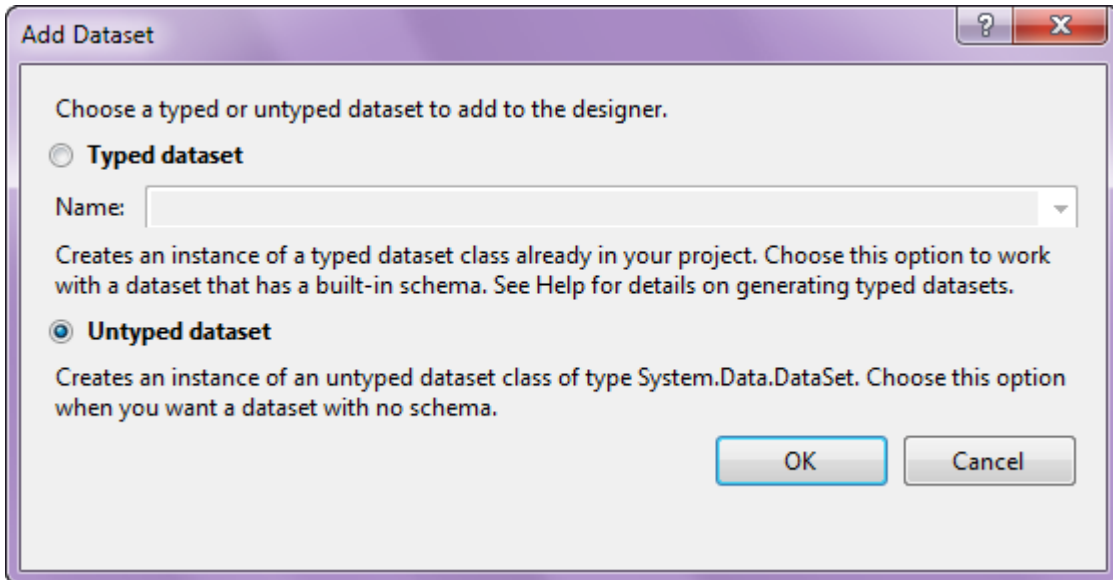 Add Dataset
Choose a typed or untyped dataset to add to the designer.
Typed dataset
Name:
Creates an instance of a typed dataset class already in your project. Choose this option to work
with a dataset that has a built-in schema. See Help for details on generating typed datasets.
Untyped dataset
Creates an instance of an untyped dataset class of type System.Data.DataSet. Choose this option
when you want a dataset with no schema.
OK Cancel